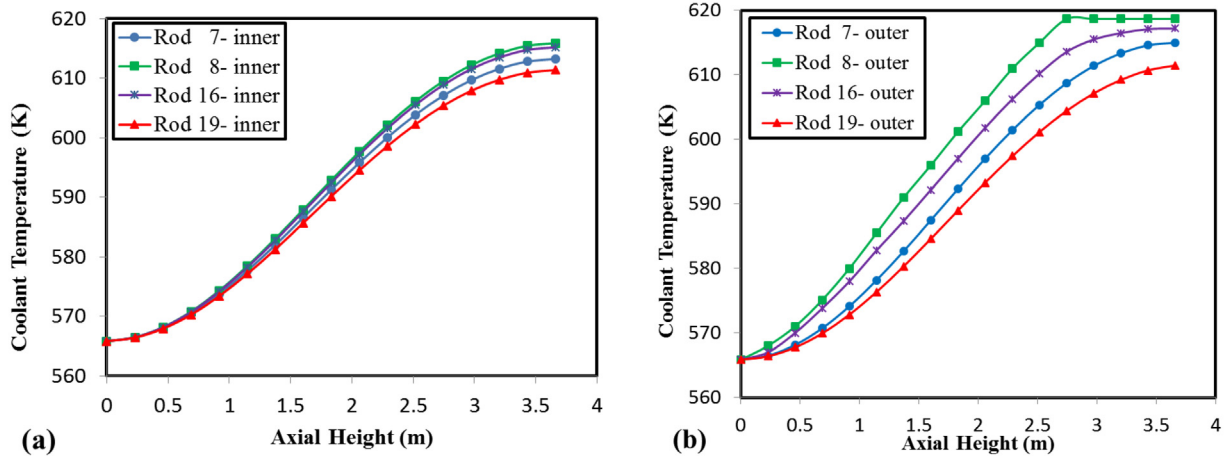 Coolant Temperature (K)
620
610
600
590
580
570
560
Rod 7- inner
Rod 8- inner
Rod 16- inner
Rod 19- inner
0 0.5 1 1.5 2 2.5 3 3.5 4
Axial Height (m)
(a)
Coolant Temperature (K)
620
600
580
560
Rod 7- outer
Rod 8- outer
Rod 16- outer
Rod 19- outer
0 0.5 1 1.5 2 2.5 3 3.5 4
Axial Height (m)
(b)